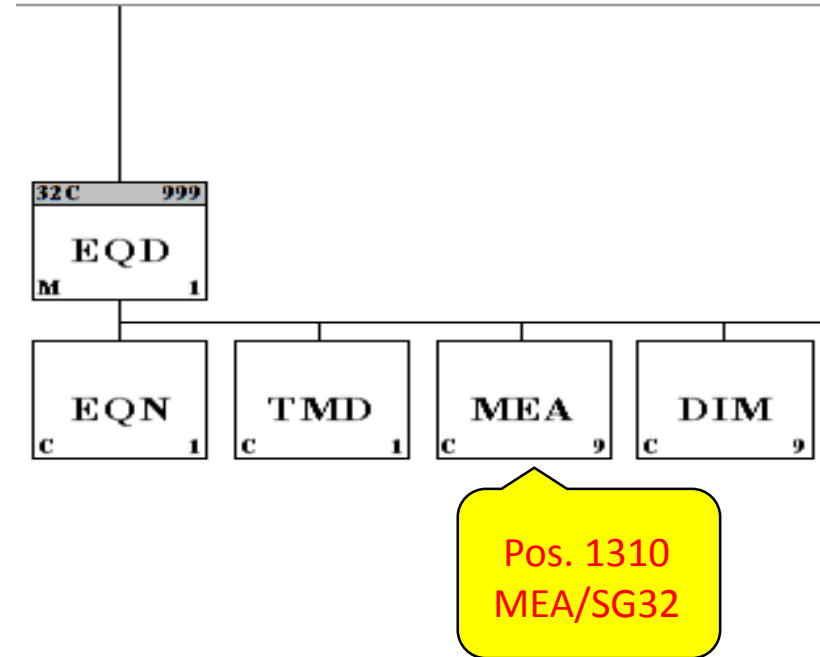 32C 999
EQD
M 1
EQN TMD MEA DIM
C 1 C 1 C 9 C 9
Pos. 1310
MEA/SG32